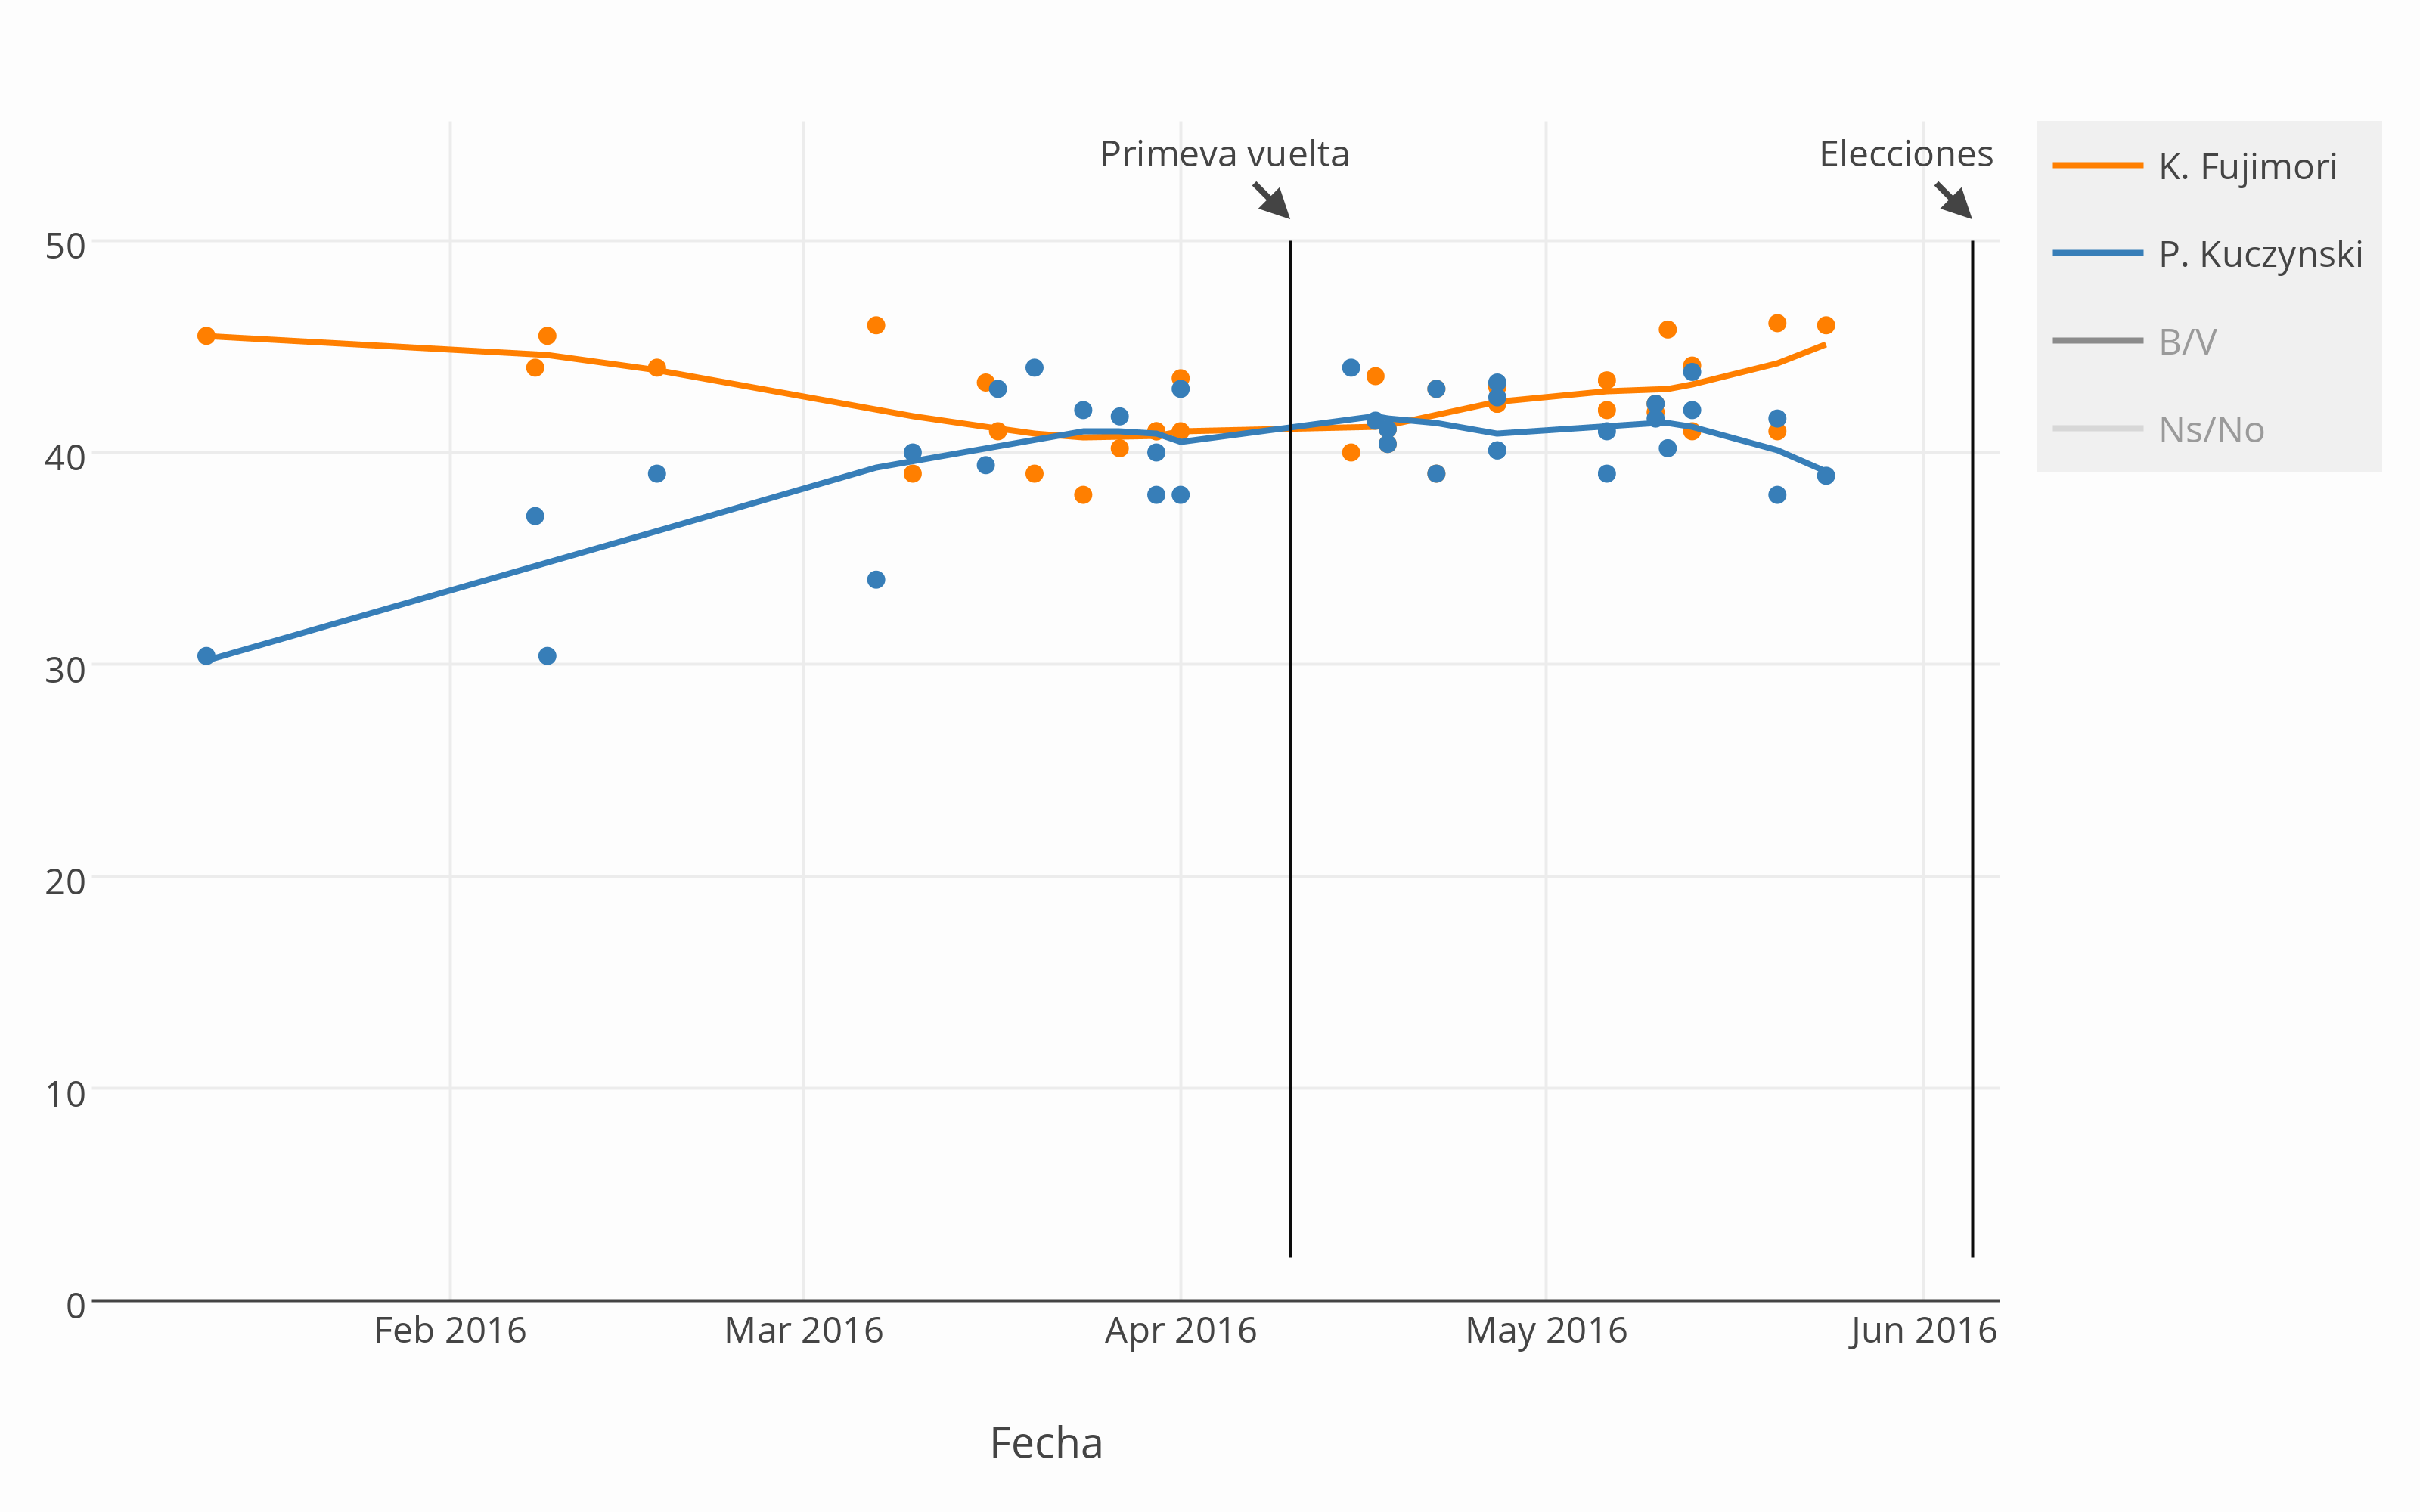 Primeva vuelta
Elecciones
K. Fujimori
P. Kuczynski
B/V
Ns/No
50
40
30
20
10
0
Feb 2016
Mar 2016
Apr 2016
May 2016
Jun 2016
Fecha